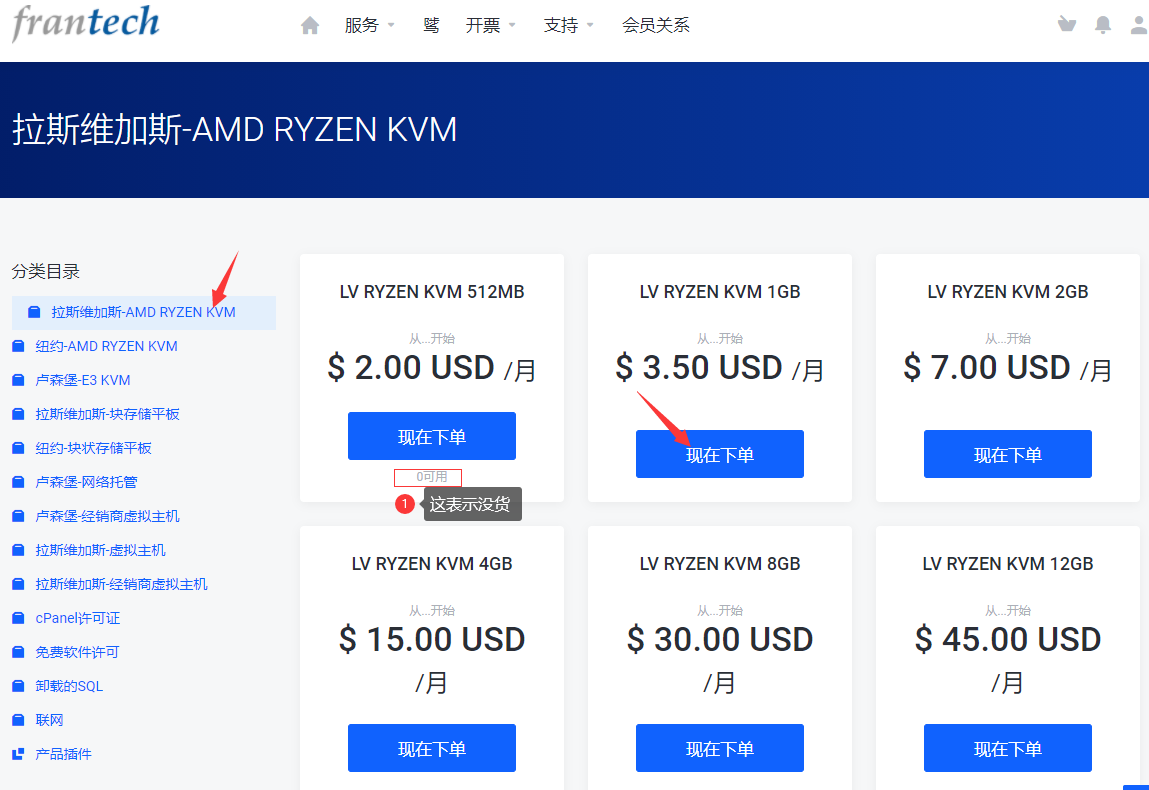 frantech
服务 鹫 开票 支持 会员关系
拉斯维加斯-AMD RYZEN KVM
分类目录
拉斯维加斯-AMD RYZEN KVM
纽约-AMD RYZEN KVM
卢森堡-E3 KVM
拉斯维加斯-块存储平板
纽约-块状存储平板
卢森堡-网络托管
卢森堡-经销商虚拟主机
拉斯维加斯-虚拟主机
拉斯维加斯-经销商虚拟主机
cPanel许可证
免费软件许可
卸载的SQL
联网
产品插件
LV RYZEN KVM 512MB
从...开始
$ 2.00 USD /月
现在下单
0可用
1 这表示没货
LV RYZEN KVM 1GB
从...开始
$ 3.50 USD /月
现在下单
LV RYZEN KVM 2GB
从...开始
$ 7.00 USD /月
现在下单
LV RYZEN KVM 4GB
从...开始
$ 15.00 USD
/月
现在下单
LV RYZEN KVM 8GB
从...开始
$ 30.00 USD
/月
现在下单
LV RYZEN KVM 12GB
从...开始
$ 45.00 USD
/月
现在下单